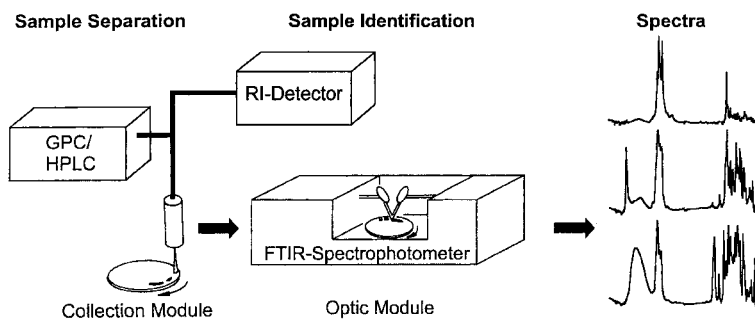 Sample Separation
Sample Identification
Spectra
RI-Detector
GPC/
HPLC
FTIR-Spectrophotometer
Collection Module
Optic Module